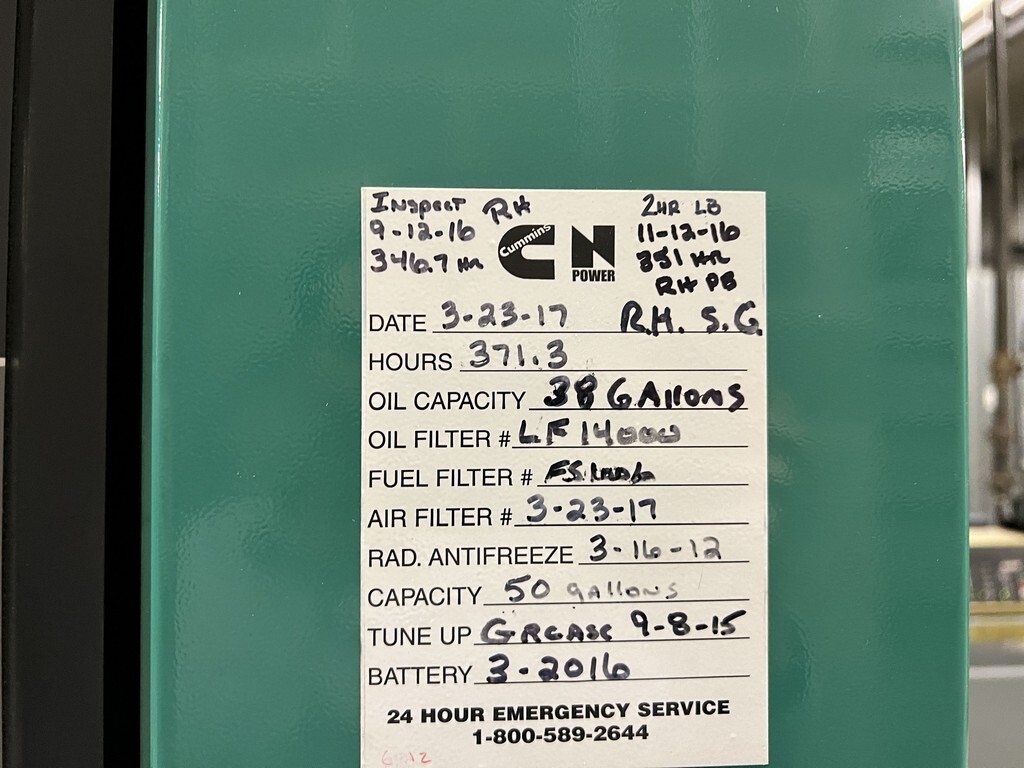 Inspect RH
9-12-16
346.7 HR
2HR LB
11-12-16
351 HR
RH PB
Cummins N POWER
DATE 3-23-17 R.H. S.G.
HOURS 371.3
OIL CAPACITY 38 GAllons
OIL FILTER # LF14000
FUEL FILTER #
AIR FILTER # 3-23-17
RAD. ANTIFREEZE 3-16-12
CAPACITY 50 gallons
TUNE UP GREASE 9-8-15
BATTERY 3-2016
24 HOUR EMERGENCY SERVICE
1-800-589-2644